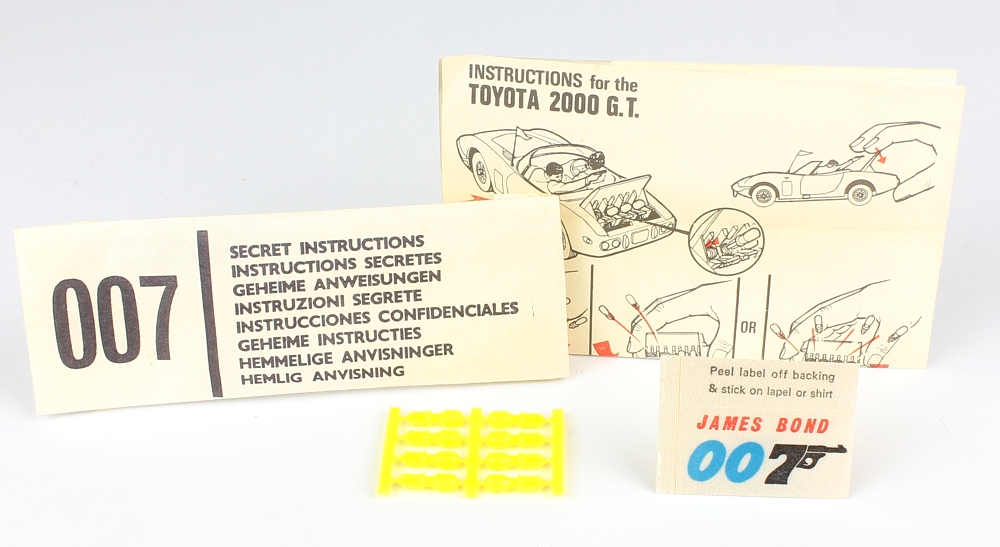 INSTRUCTIONS for the
TOYOTA 2000 G.T.
OR
007
SECRET INSTRUCTIONS
INSTRUCTIONS SECRETES
GEHEIME ANWEISUNGEN
INSTRUZIONI SEGRETE
INSTRUCCIONES CONFIDENCIALES
GEHEIME INSTRUCTIES
HEMMELIGE ANVISNINGER
HEMLIG ANVISNING
Peel label off backing
& stick on lapel or shirt
JAMES BOND
007